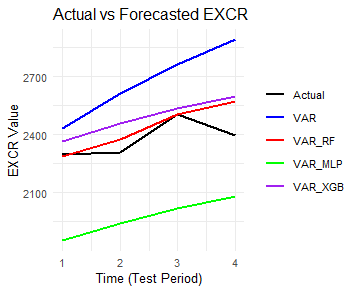 Actual vs Forecasted EXCR
EXCR Value
2700
2400
2100
1
2
3
4
Time (Test Period)
Actual
VAR
VAR_RF
VAR_MLP
VAR_XGB